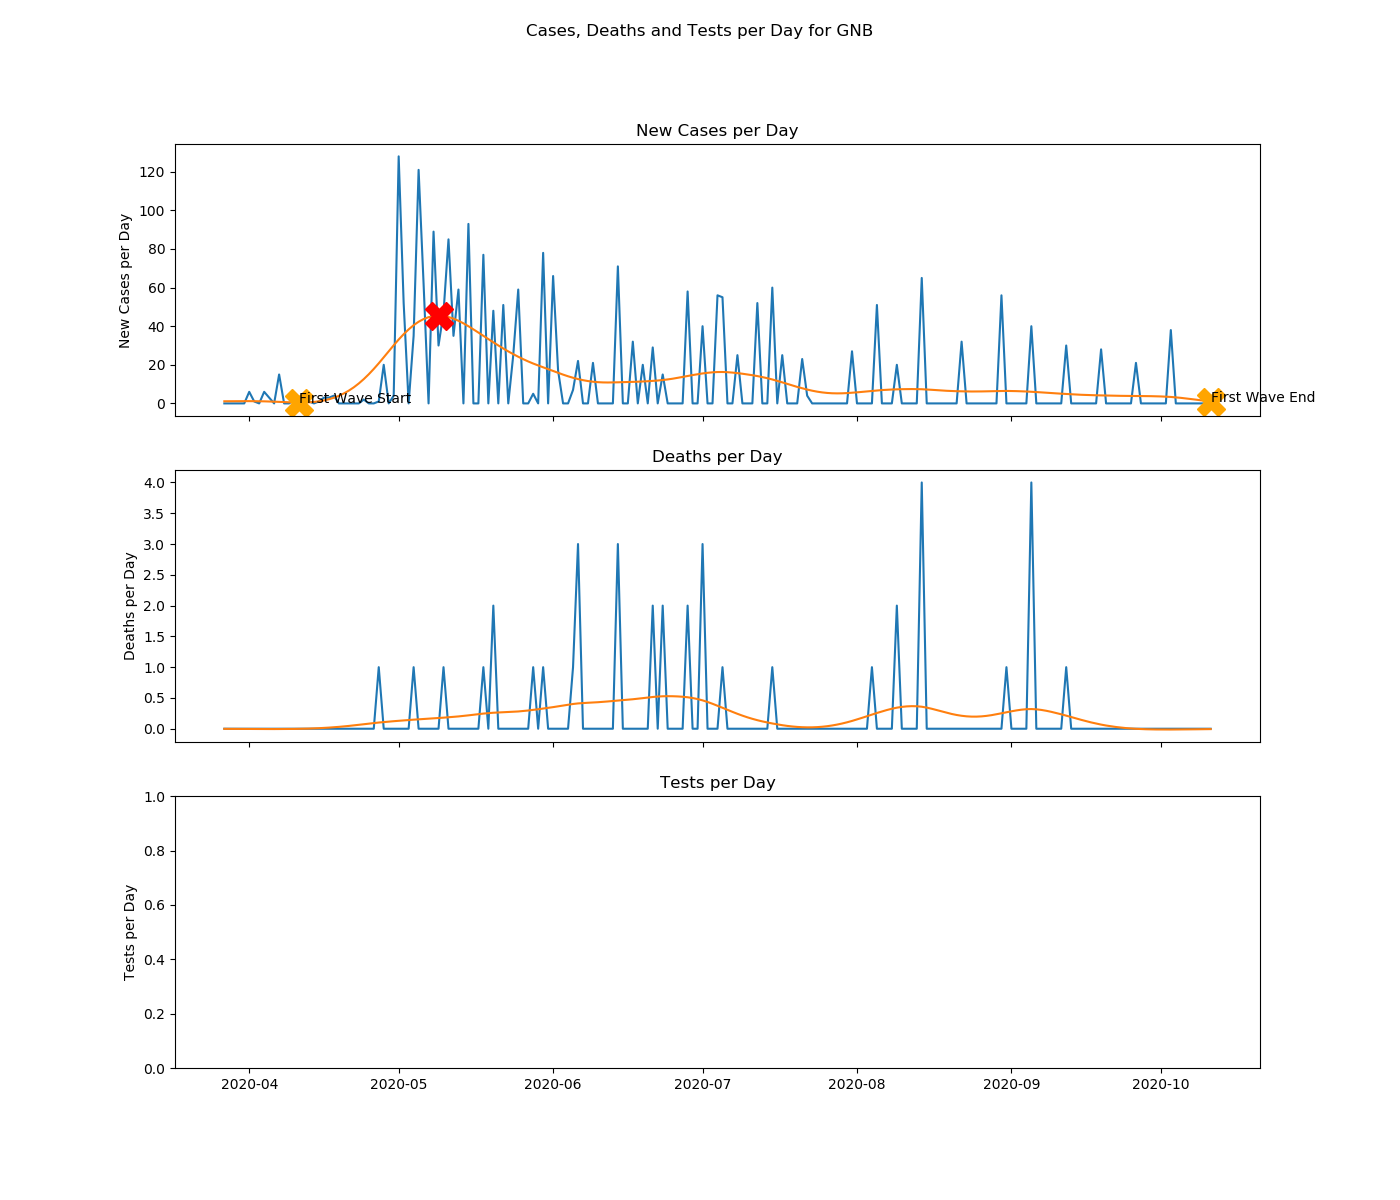 Cases, Deaths and Tests per Day for GNB
New Cases per Day
New Cases per Day
120
100
80
60
40
20
0
First Wave Start
First Wave End
Deaths per Day
Deaths per Day
4.0
3.5
3.0
2.5
2.0
1.5
1.0
0.5
0.0
Tests per Day
Tests per Day
1.0
0.8
0.6
0.4
0.2
0.0
2020-04 2020-05 2020-06 2020-07 2020-08 2020-09 2020-10